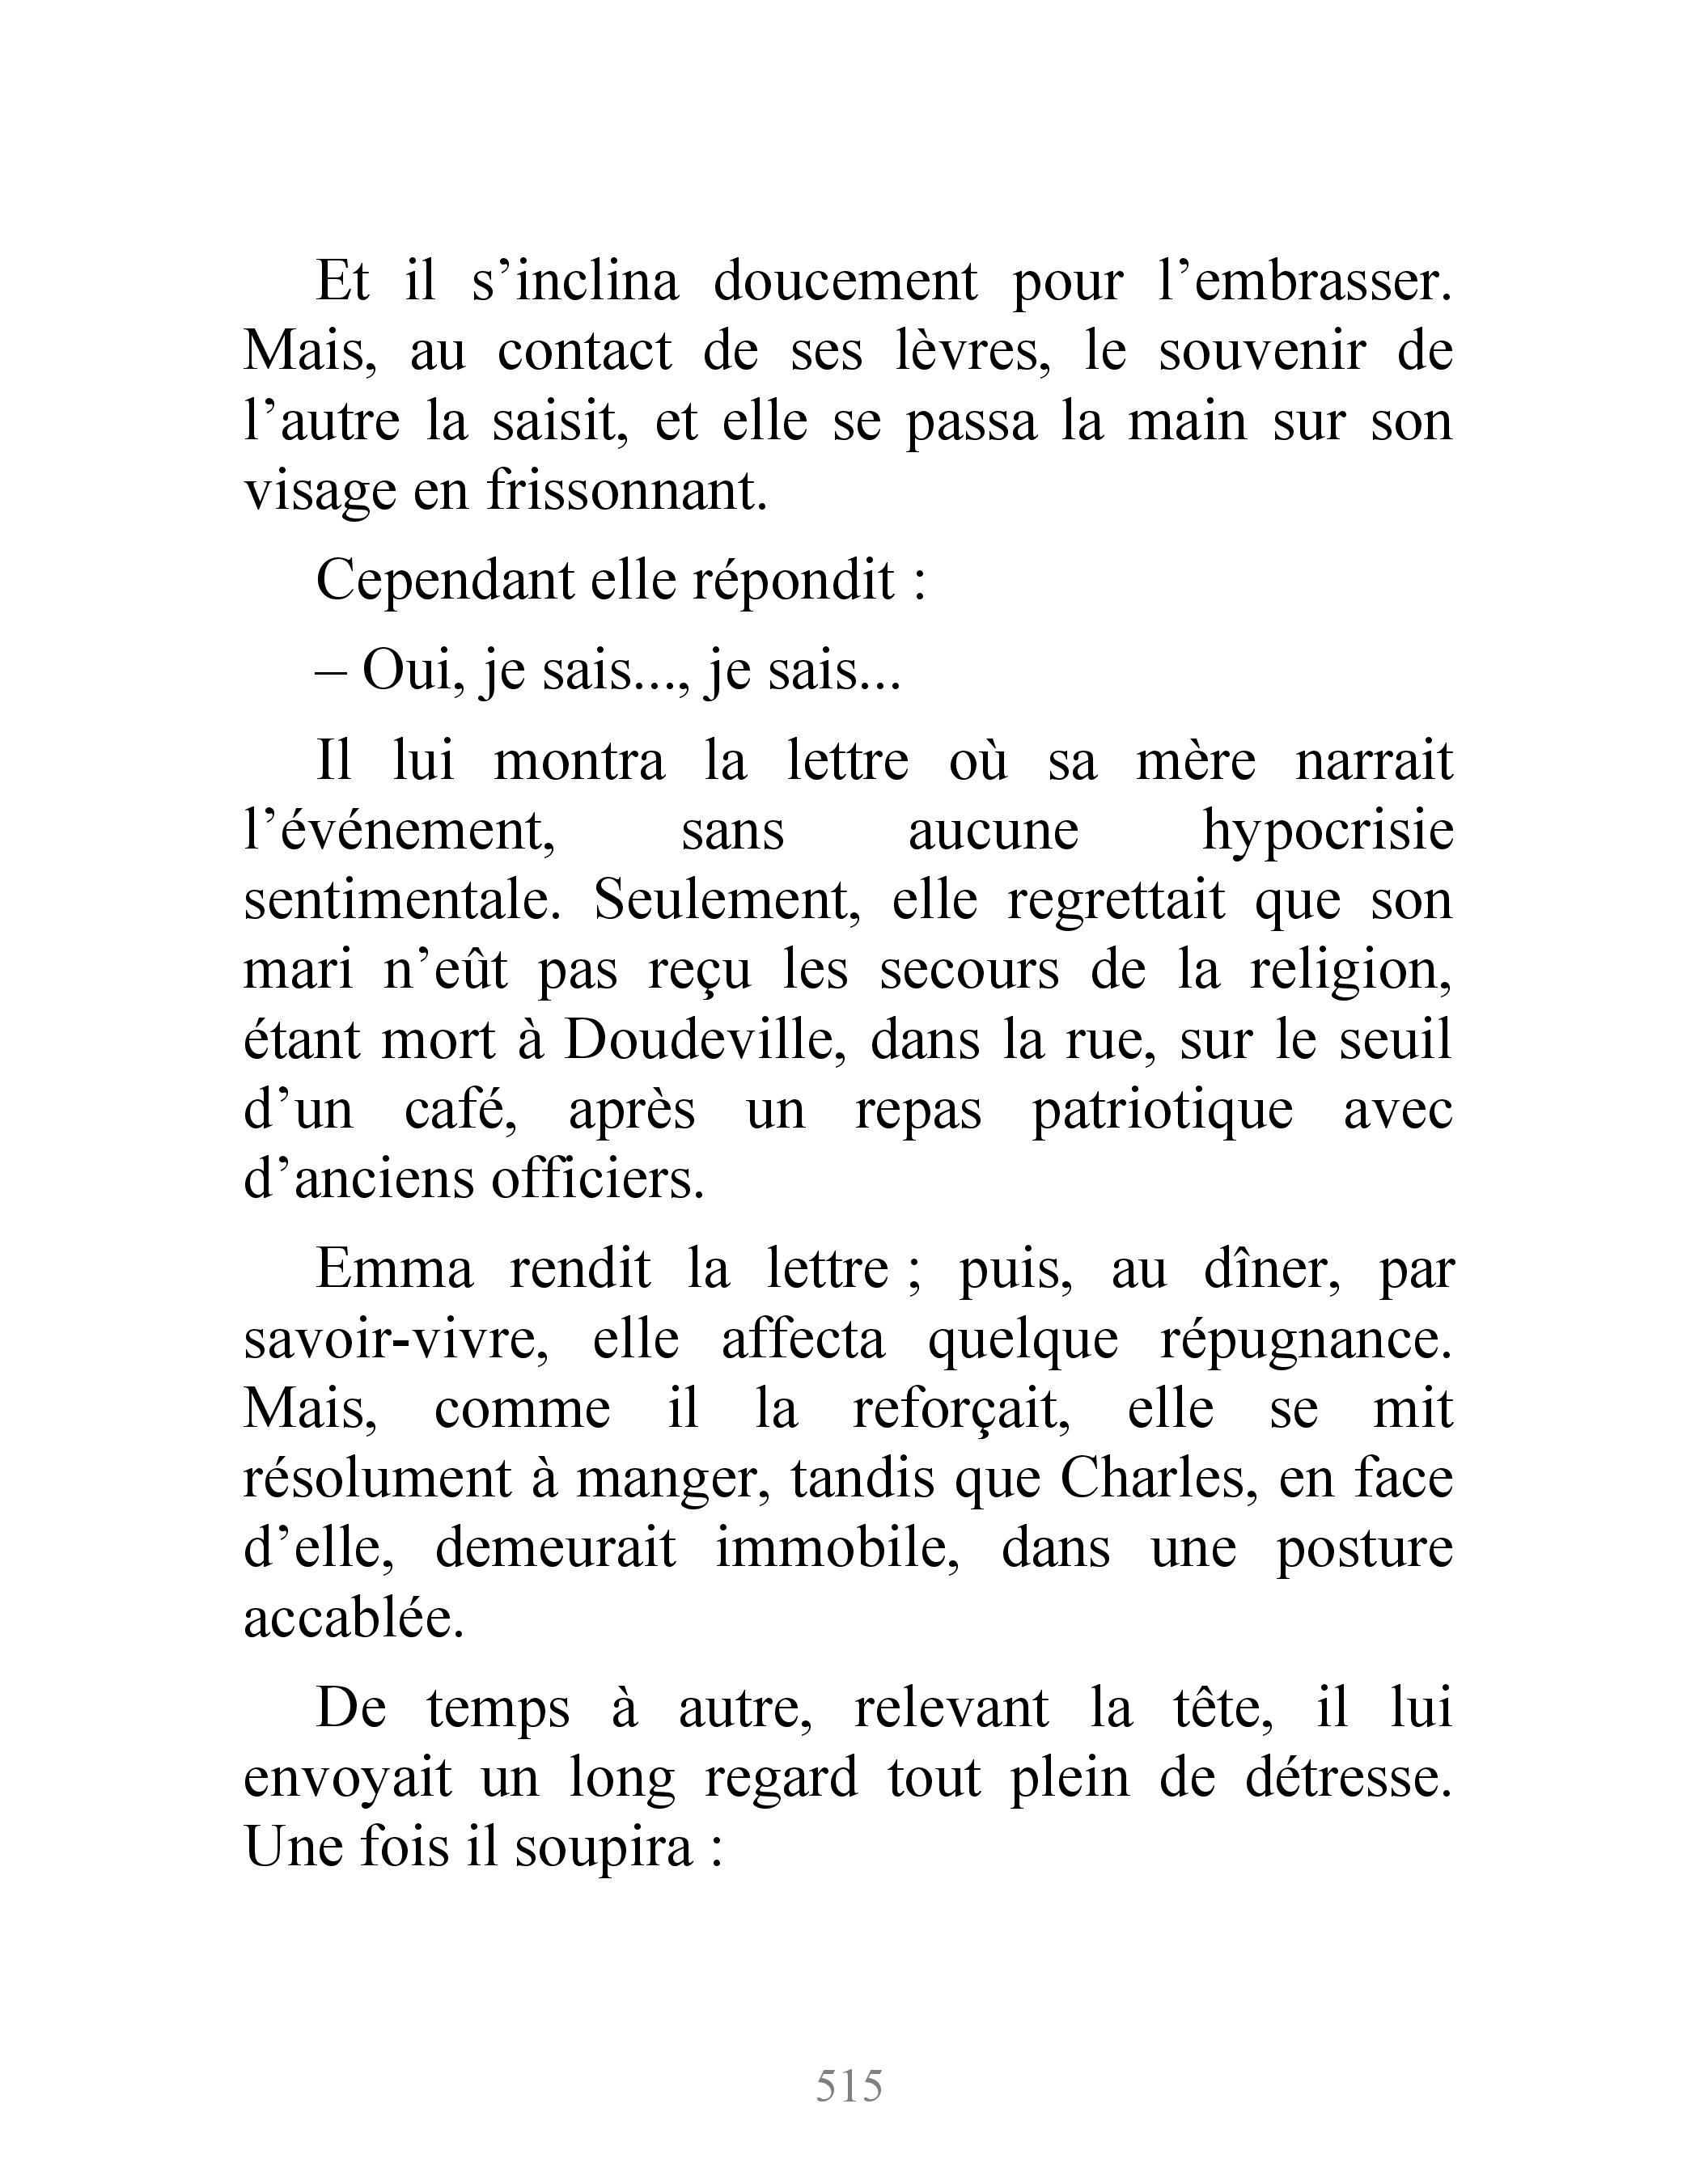 Et il s’inclina doucement pour l’embrasser.
Mais, au contact de ses lèvres, le souvenir de
l’autre la saisit, et elle se passa la main sur son
visage en frissonnant.
Cependant elle répondit :
– Oui, je sais..., je sais...
Il lui montra la lettre où sa mère narrait
l’événement, sans aucune hypocrisie
sentimentale. Seulement, elle regrettait que son
mari n’eût pas reçu les secours de la religion,
étant mort à Doudeville, dans la rue, sur le seuil
d’un café, après un repas patriotique avec
d’anciens officiers.
Emma rendit la lettre ; puis, au dîner, par
savoir-vivre, elle affecta quelque répugnance.
Mais, comme il la reforçait, elle se mit
résolument à manger, tandis que Charles, en face
d’elle, demeurait immobile, dans une posture
accablée.
De temps à autre, relevant la tête, il lui
envoyait un long regard tout plein de détresse.
Une fois il soupira :
515